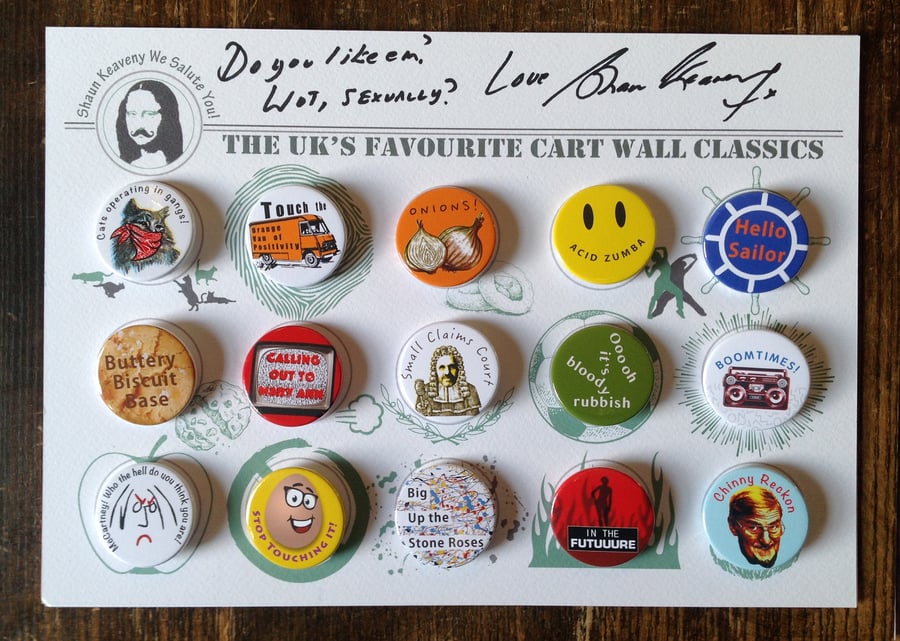 Shaun Keaveny We Salute You!
Do you like em?
WOT, SEXUALLY?
Love Shaun Keaveny x
THE UK'S FAVOURITE CART WALL CLASSICS
Cats operating in gangs!
Touch the
Orange
Van of
Positivity
ONIONS!
ACID ZUMBA
Hello
Sailor
Buttery
Biscuit
Base
CALLING
OUT TO
MARY ANN
Small Claims Court
Ooooh
it's
bloody
rubbish
BOOMTIMES!
McCartney! Who the hell do you think you are!
STOP TOUCHING IT!
Big
Up the
Stone Roses
IN THE
FUTUUURE
Chinny Reckon